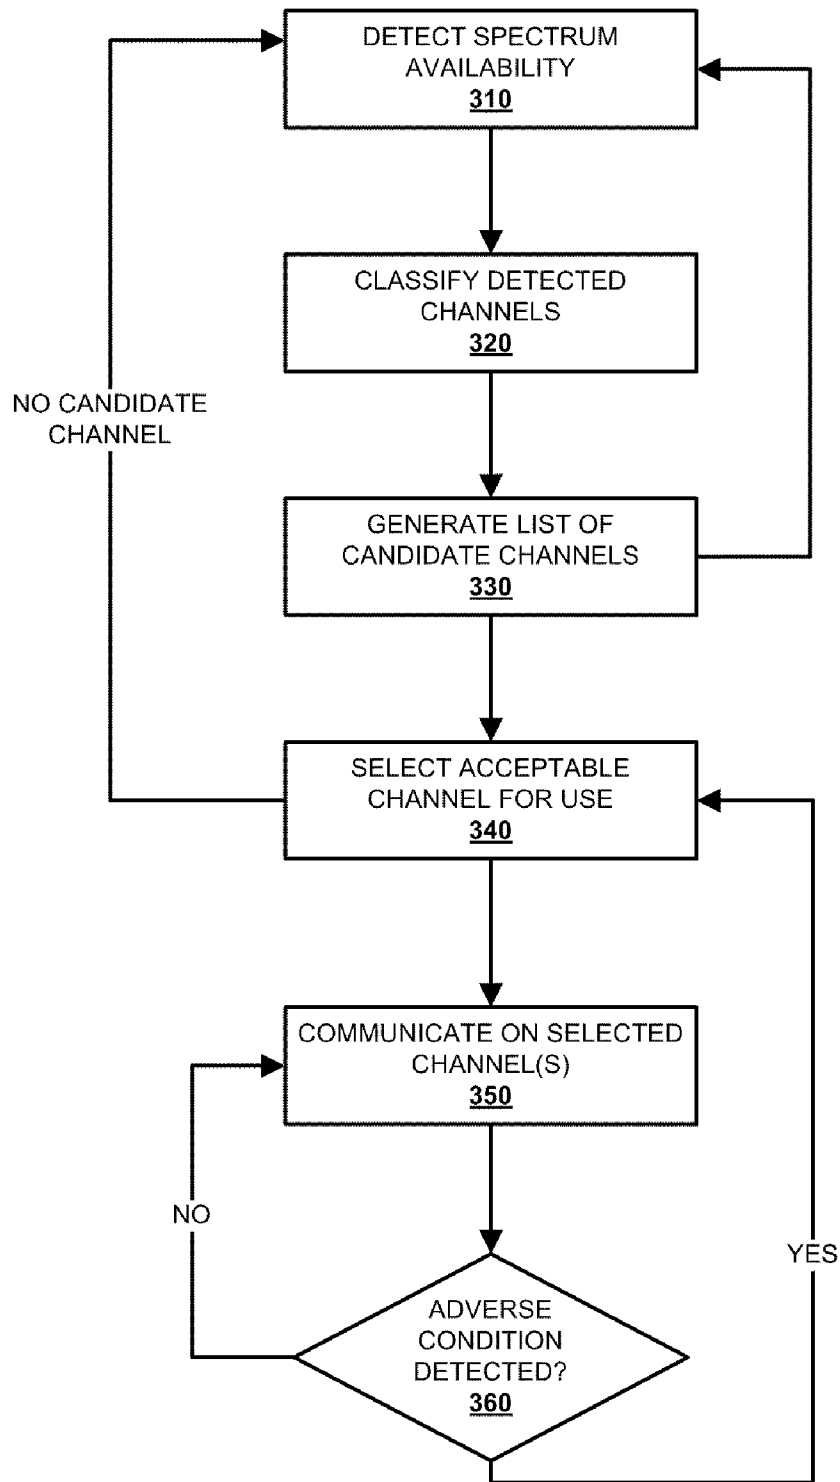 DETECT SPECTRUM
AVAILABILITY
310
CLASSIFY DETECTED
CHANNELS
320
NO CANDIDATE
CHANNEL
GENERATE LIST OF
CANDIDATE CHANNELS
330
SELECT ACCEPTABLE
CHANNEL FOR USE
340
COMMUNICATE ON SELECTED
CHANNEL(S)
350
NO
YES
ADVERSE
CONDITION
DETECTED?
360